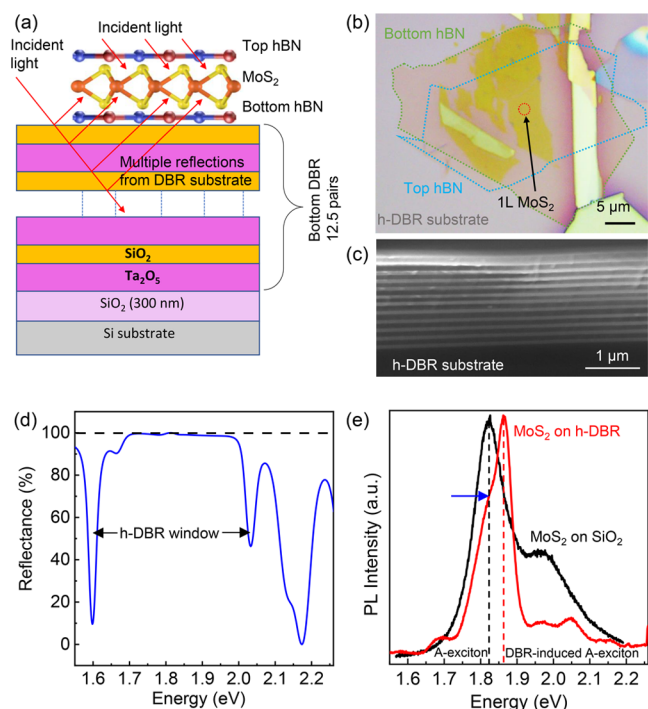 (a)
Incident light
Incident
light
Top hBN
MoS₂
Bottom hBN
Multiple reflections
from DBR substrate
SiO₂
Ta₂O₅
SiO₂ (300 nm)
Si substrate
Bottom DBR
12.5 pairs
(b)
Bottom hBN
Top hBN
1L MoS₂
5 µm
h-DBR substrate
(c)
h-DBR substrate
1 µm
(d)
Reflectance (%)
100
80
60
40
20
0
h-DBR window
1.6 1.7 1.8 1.9 2.0 2.1 2.2
Energy (eV)
(e)
PL Intensity (a.u.)
MoS₂ on h-DBR
MoS₂ on SiO₂
A-exciton
DBR-induced A-exciton
1.6 1.7 1.8 1.9 2.0 2.1 2.2
Energy (eV)